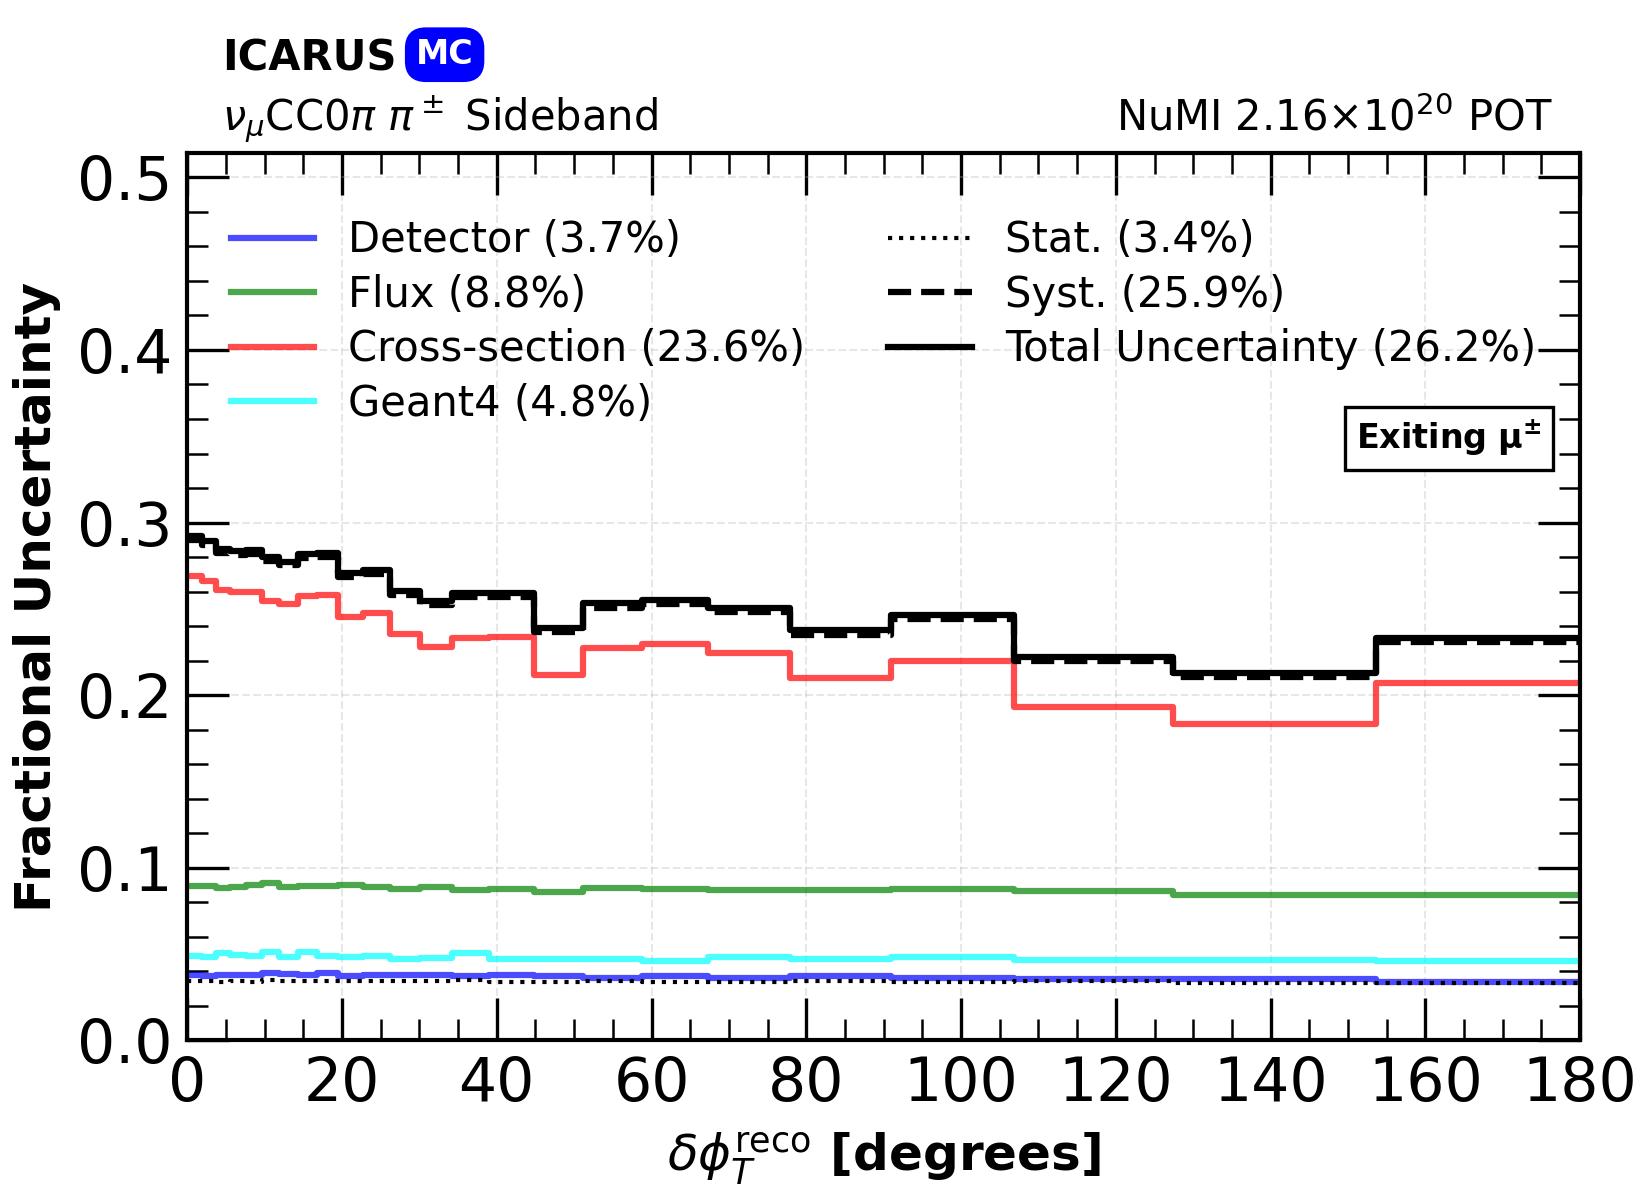 ICARUS MC
νμCC0π π± Sideband
NuMI 2.16×10²⁰ POT
0.5
0.4
0.3
0.2
0.1
0.0
Fractional Uncertainty
Detector (3.7%)
Flux (8.8%)
Cross-section (23.6%)
Geant4 (4.8%)
Stat. (3.4%)
Syst. (25.9%)
Total Uncertainty (26.2%)
Exiting μ±
0 20 40 60 80 100 120 140 160 180
δϕ_T^reco [degrees]